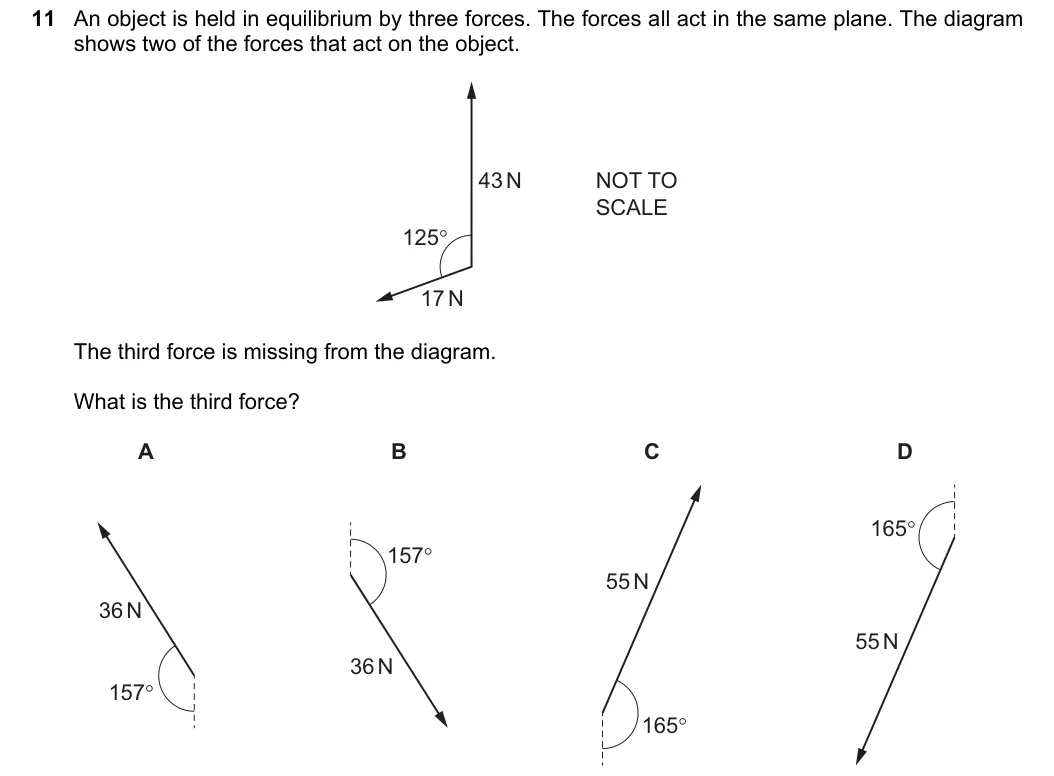 11 An object is held in equilibrium by three forces. The forces all act in the same plane. The diagram
shows two of the forces that act on the object.
43 N
NOT TO
SCALE
125°
17 N
The third force is missing from the diagram.
What is the third force?
A B C D
165°
157°
55 N
36 N
55 N
36 N
157°
165°